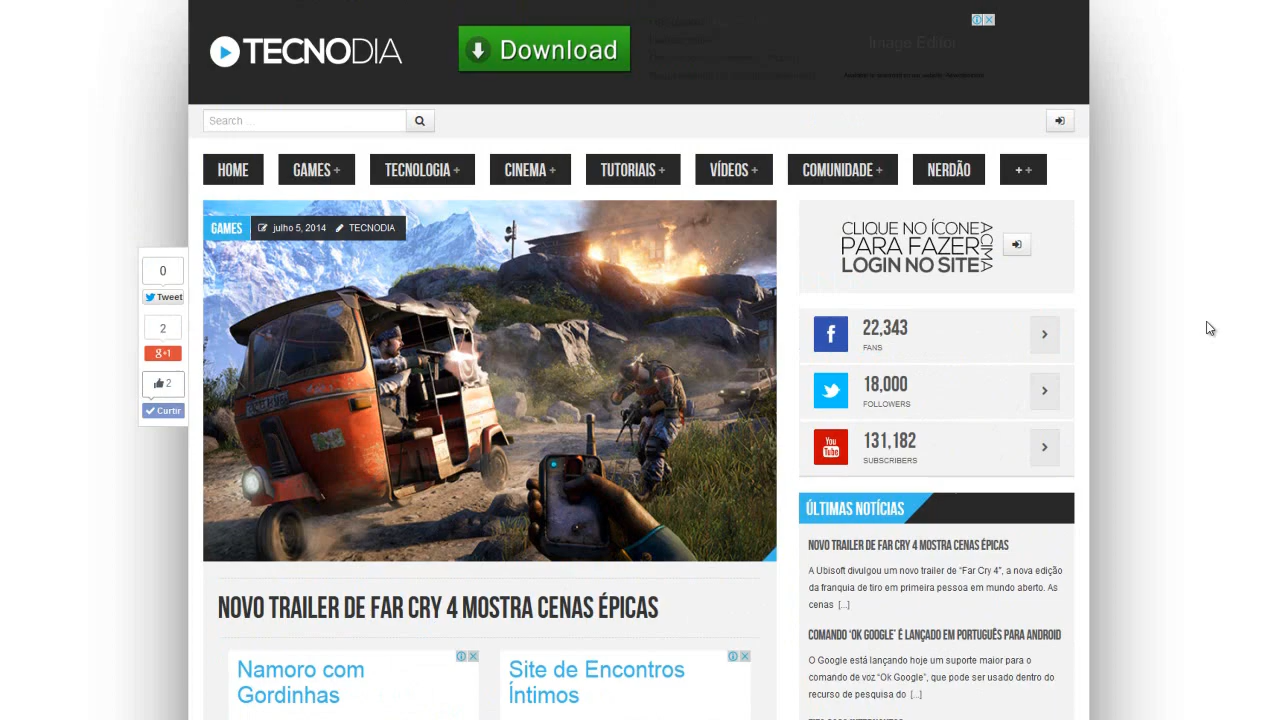 TECNODIA
Download
Image Editor
Search ...
HOME
GAMES +
TECNOLOGIA +
CINEMA +
TUTORIAIS +
VÍDEOS +
COMUNIDADE +
NERDÃO
+ +
GAMES
julho 5, 2014
TECNODIA
0
Tweet
2
g+1
2
Curtir
CLIQUE NO ÍCONE
PARA FAZER
LOGIN NO SITE
ACIMA
22,343
FANS
18,000
FOLLOWERS
You
Tube
131,182
SUBSCRIBERS
NOVO TRAILER DE FAR CRY 4 MOSTRA CENAS ÉPICAS
Namoro com
Gordinhas
Site de Encontros
Íntimos
ÚLTIMAS NOTÍCIAS
NOVO TRAILER DE FAR CRY 4 MOSTRA CENAS ÉPICAS
A Ubisoft divulgou um novo trailer de “Far Cry 4”, a nova edição
da franquia de tiro em primeira pessoa em mundo aberto. As
cenas [...]
COMANDO ‘OK GOOGLE’ É LANÇADO EM PORTUGUÊS PARA ANDROID
O Google está lançando hoje um suporte maior para o
comando de voz “Ok Google”, que pode ser usado dentro do
recurso de pesquisa do [...]